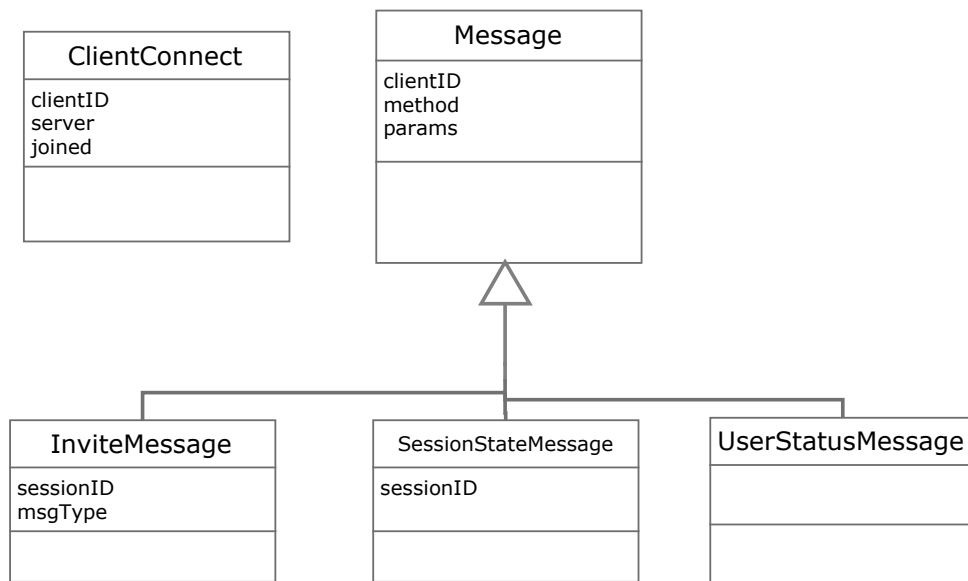 ClientConnect
clientID
server
joined
Message
clientID
method
params
InviteMessage
sessionID
msgType
SessionStateMessage
sessionID
UserStatusMessage